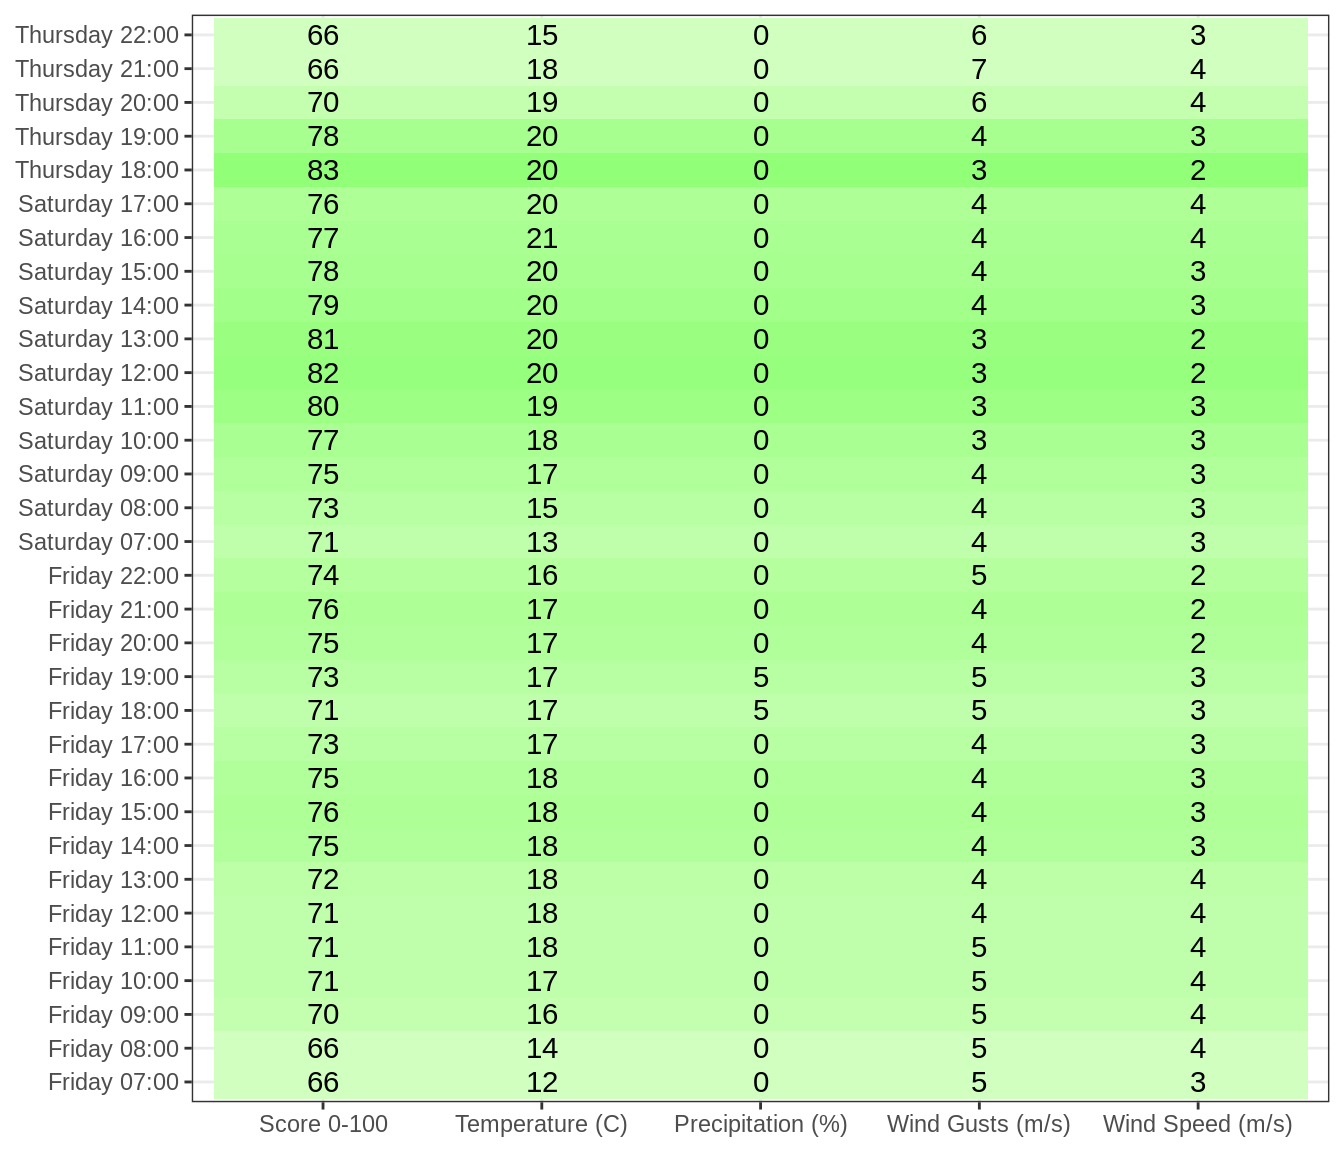 Thursday 22:00 66 15 0 6 3
Thursday 21:00 66 18 0 7 4
Thursday 20:00 70 19 0 6 4
Thursday 19:00 78 20 0 4 3
Thursday 18:00 83 20 0 3 2
Saturday 17:00 76 20 0 4 4
Saturday 16:00 77 21 0 4 4
Saturday 15:00 78 20 0 4 3
Saturday 14:00 79 20 0 4 3
Saturday 13:00 81 20 0 3 2
Saturday 12:00 82 20 0 3 2
Saturday 11:00 80 19 0 3 3
Saturday 10:00 77 18 0 3 3
Saturday 09:00 75 17 0 4 3
Saturday 08:00 73 15 0 4 3
Saturday 07:00 71 13 0 4 3
Friday 22:00 74 16 0 5 2
Friday 21:00 76 17 0 4 2
Friday 20:00 75 17 0 4 2
Friday 19:00 73 17 5 5 3
Friday 18:00 71 17 5 5 3
Friday 17:00 73 17 0 4 3
Friday 16:00 75 18 0 4 3
Friday 15:00 76 18 0 4 3
Friday 14:00 75 18 0 4 3
Friday 13:00 72 18 0 4 4
Friday 12:00 71 18 0 4 4
Friday 11:00 71 18 0 5 4
Friday 10:00 71 17 0 5 4
Friday 09:00 70 16 0 5 4
Friday 08:00 66 14 0 5 4
Friday 07:00 66 12 0 5 3
Score 0-100 Temperature (C) Precipitation (%) Wind Gusts (m/s) Wind Speed (m/s)